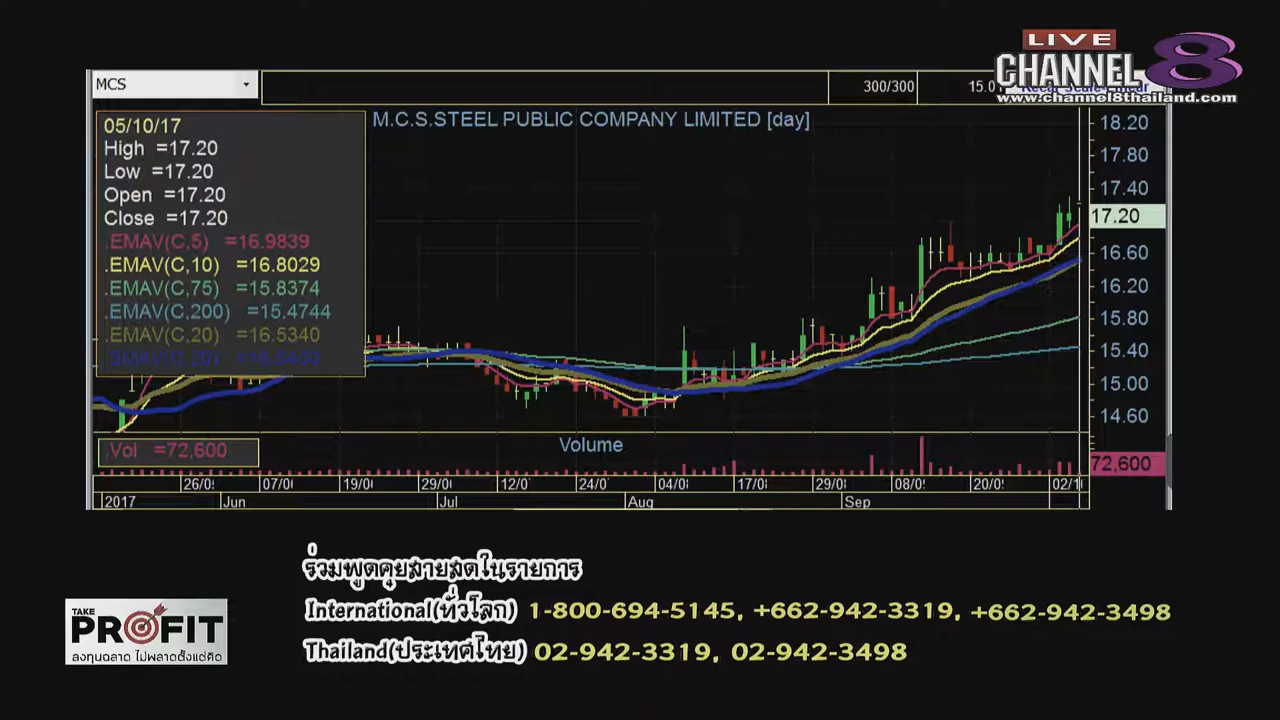 LIVE
CHANNEL 8
www.channel8thailand.com
MCS
300/300
05/10/17
High =17.20
Low =17.20
Open =17.20
Close =17.20
.EMAV(C,5) =16.9839
.EMAV(C,10) =16.8029
.EMAV(C,75) =15.8374
.EMAV(C,200) =15.4744
.EMAV(C,20) =16.5340
.SMAV(C,20) =16.5400
M.C.S.STEEL PUBLIC COMPANY LIMITED [day]
18.20
17.80
17.40
17.20
16.60
16.20
15.80
15.40
15.00
14.60
.Vol =72,600
Volume
72,600
26/0 07/0 19/0 29/0 12/0 24/0 04/0 17/0 29/0 08/0 20/0 02/1
2017 Jun Jul Aug Sep
ร่วมพูดคุยสายสดในรายการ
International(ทั่วโลก) 1-800-694-5145, +662-942-3319, +662-942-3498
Thailand(ประเทศไทย) 02-942-3319, 02-942-3498
TAKE
PROFIT
ลงทุนฉลาด ไม่พลาดตั้งแต่คิด